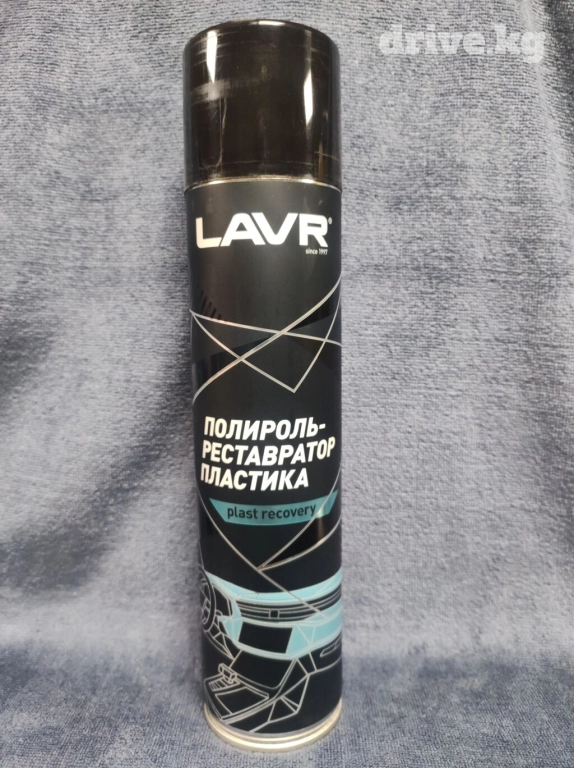 drive.kg
LAVR®
since 1997
ПОЛИРОЛЬ-
РЕСТАВРАТОР
ПЛАСТИКА
plast recovery